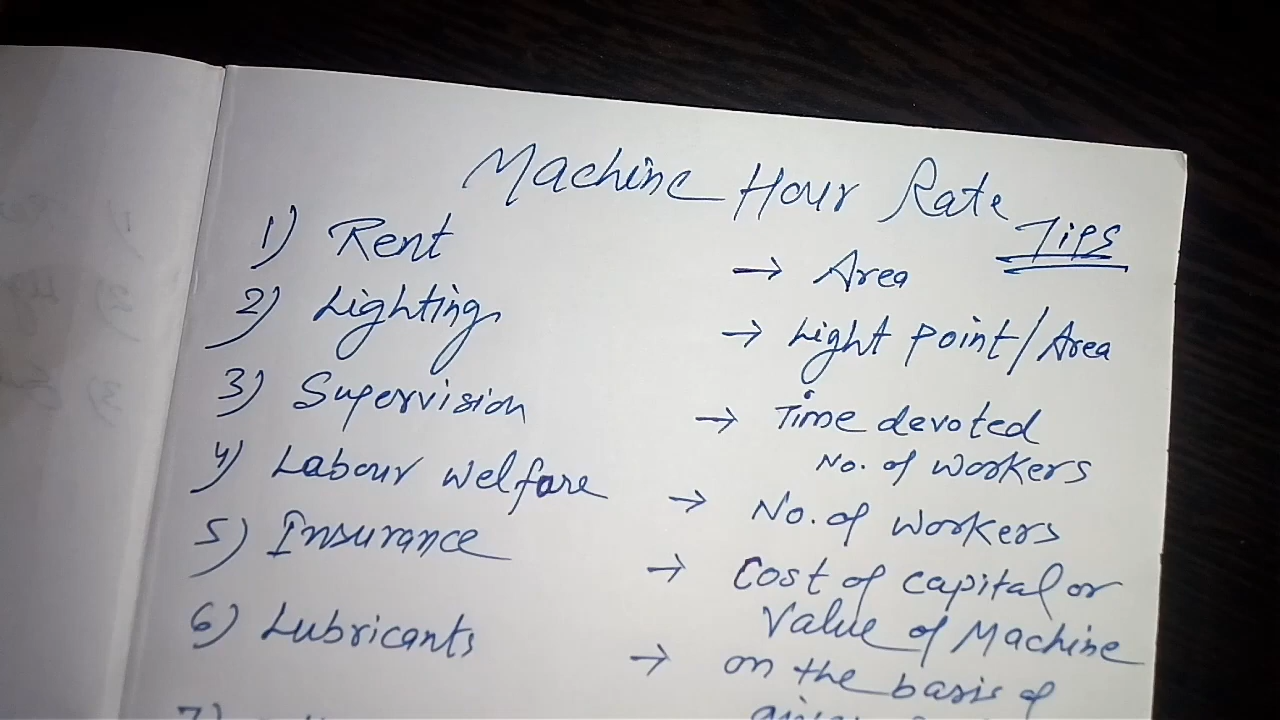 Machine Hour Rate
Tips
1) Rent → Area
2) Lighting → Light point/Area
3) Supervision → Time devoted
No. of workers
4) Labour welfare → No. of workers
5) Insurance → Cost of capital or
Value of Machine
6) Lubricants → on the basis of
7)